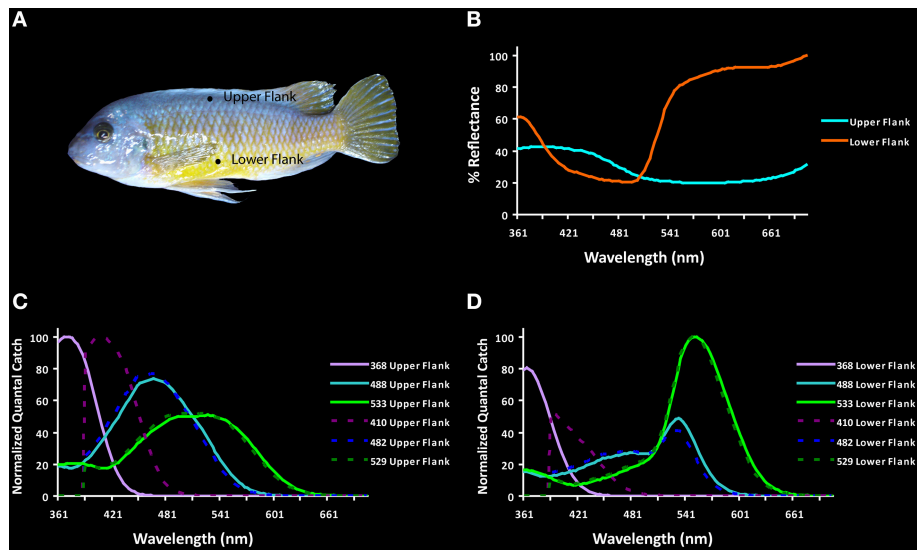 A
Upper Flank
Lower Flank
B
% Reflectance
100
80
60
40
20
0
361 421 481 541 601 661
Wavelength (nm)
Upper Flank
Lower Flank
C
Normalized Quantal Catch
100
80
60
40
20
0
361 421 481 541 601 661
Wavelength (nm)
368 Upper Flank
488 Upper Flank
533 Upper Flank
410 Upper Flank
482 Upper Flank
529 Upper Flank
D
Normalized Quantal Catch
100
80
60
40
20
0
361 421 481 541 601 661
Wavelength (nm)
368 Lower Flank
488 Lower Flank
533 Lower Flank
410 Lower Flank
482 Lower Flank
529 Lower Flank